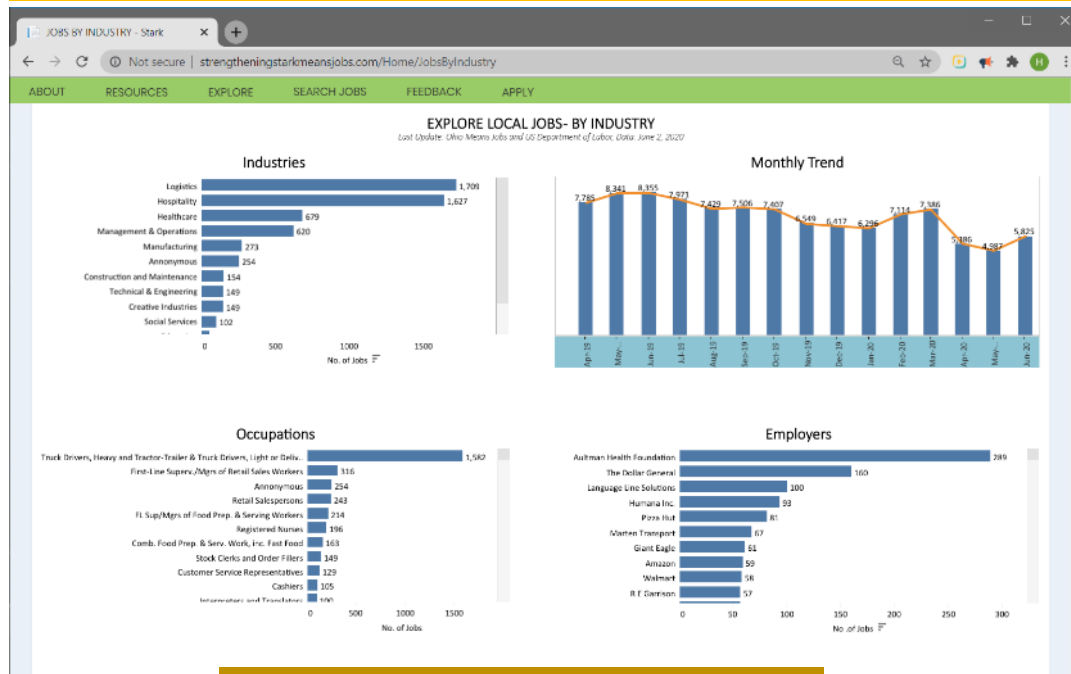 JOBS BY INDUSTRY - Stark
Not secure | strengtheningstarkmeansjobs.com/Home/JobsByIndustry
H
ABOUT RESOURCES EXPLORE SEARCH JOBS FEEDBACK APPLY
EXPLORE LOCAL JOBS- BY INDUSTRY
Last Update: Ohio Means Jobs and US Department of Labor, Data: June 2, 2020
Industries
Logistics 1,709
Hospitality 1,627
Healthcare 679
Management & Operations 620
Manufacturing 273
Annonymous 254
Construction and Maintenance 154
Technical & Engineering 149
Creative Industries 149
Social Services 102
0 500 1000 1500
No. of Jobs
Monthly Trend
7,785 8,341 8,355 7,971 7,429 7,506 7,407 6,549 6,417 6,296 7,114 7,386 5,386 4,987 5,825
Apr-19 May-.. Jun-19 Jul-19 Aug-19 Sep-19 Oct-19 Nov-19 Dec-19 Jan-20 Feb-20 Mar-20 Apr-20 May-.. Jun-20
Occupations
Truck Drivers, Heavy and Tractor-Trailer & Truck Drivers, Light or Deliv.. 1,582
First-Line Superv./Mgrs of Retail Sales Workers 316
Annonymous 254
Retail Salespersons 243
FL Sup/Mgrs of Food Prep. & Serving Workers 214
Registered Nurses 196
Comb. Food Prep. & Serv. Work, inc. Fast Food 163
Stock Clerks and Order Fillers 149
Customer Service Representatives 129
Cashiers 105
Interpreters and Translators 100
0 500 1000 1500
No. of Jobs
Employers
Aultman Health Foundation 289
The Dollar General 160
Language Line Solutions 100
Humana Inc. 93
Pizza Hut 81
Marten Transport 67
Giant Eagle 61
Amazon 59
Walmart 58
R E Garrison 57
0 50 100 150 200 250 300
No .of Jobs